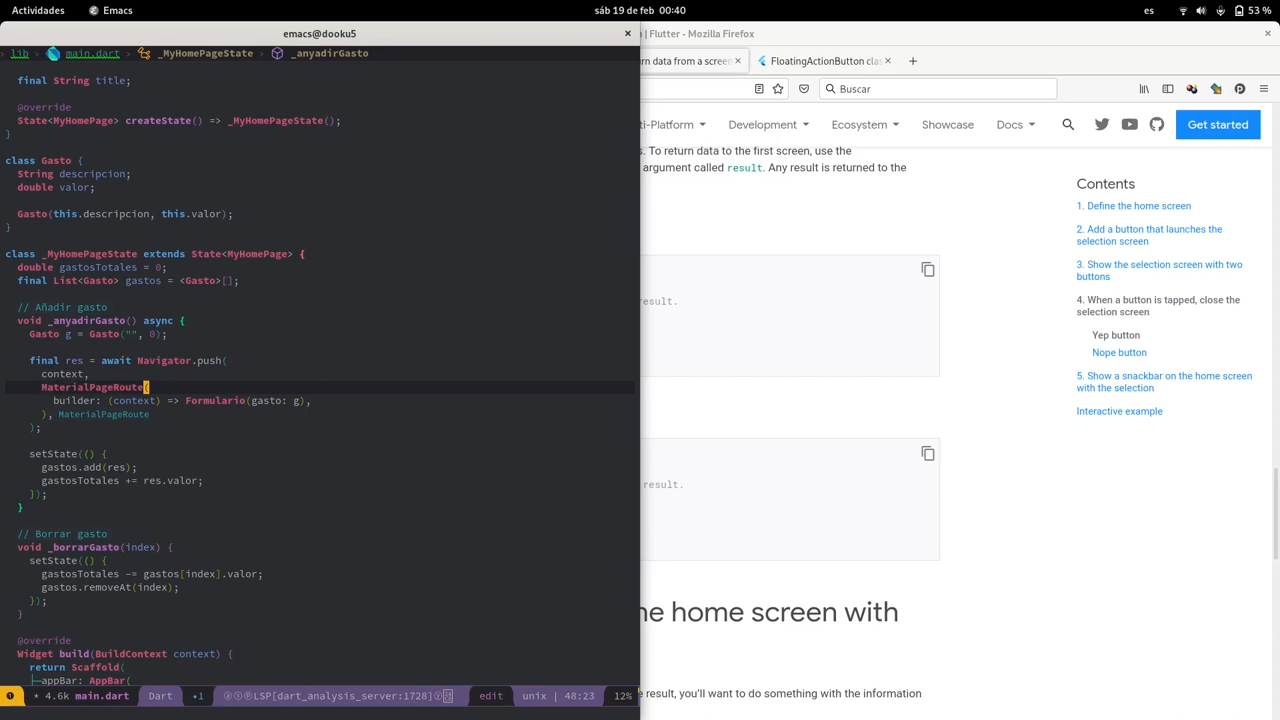 Actividades
Emacs
sáb 19 de feb 00:40
es
53 %
emacs@dooku5
| Flutter - Mozilla Firefox
lib
main.dart
_MyHomePageState
_anyadirGasto
final String title;
@override
State<MyHomePage> createState() => _MyHomePageState();
}
class Gasto {
String descripcion;
double valor;
Gasto(this.descripcion, this.valor);
}
class _MyHomePageState extends State<MyHomePage> {
double gastosTotales = 0;
final List<Gasto> gastos = <Gasto>[];
// Añadir gasto
void _anyadirGasto() async {
Gasto g = Gasto("", 0);
final res = await Navigator.push(
context,
MaterialPageRoute(
builder: (context) => Formulario(gasto: g),
), MaterialPageRoute
);
setState(() {
gastos.add(res);
gastosTotales += res.valor;
});
}
// Borrar gasto
void _borrarGasto(index) {
setState(() {
gastosTotales -= gastos[index].valor;
gastos.removeAt(index);
});
}
@override
Widget build(BuildContext context) {
return Scaffold(
appBar: AppBar(
* 4.6k main.dart
Dart
•1
LSP[dart_analysis_server:1728]
edit
unix | 48:23
12%
rn data from a screen
FloatingActionButton clas
Buscar
ti-Platform
Development
Ecosystem
Showcase
Docs
Get started
s. To return data to the first screen, use the
argument called result. Any result is returned to the
result.
result.
ne home screen with
e result, you’ll want to do something with the information
Contents
1. Define the home screen
2. Add a button that launches the
selection screen
3. Show the selection screen with two
buttons
4. When a button is tapped, close the
selection screen
Yep button
Nope button
5. Show a snackbar on the home screen
with the selection
Interactive example